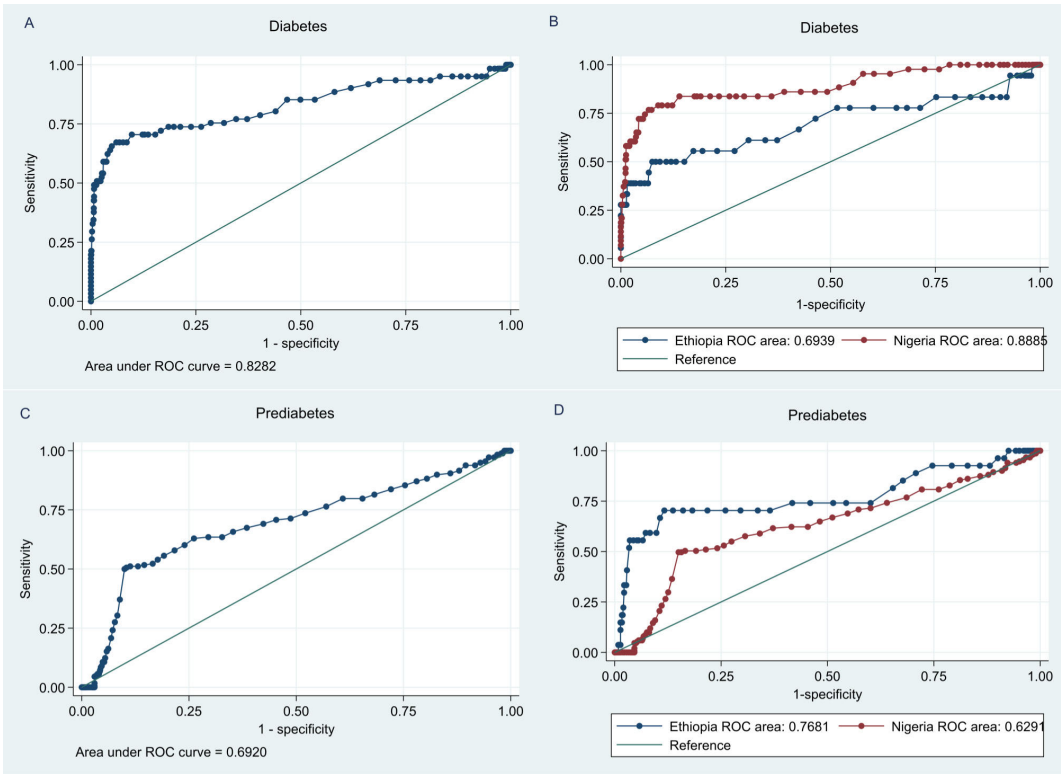 A
Diabetes
1.00
0.75
0.50
0.25
0.00
Sensitivity
0.00 0.25 0.50 0.75 1.00
1 - specificity
Area under ROC curve = 0.8282
B
Diabetes
1.00
0.75
0.50
0.25
0.00
Sensitivity
0.00 0.25 0.50 0.75 1.00
1-specificity
Ethiopia ROC area: 0.6939 Nigeria ROC area: 0.8885
Reference
C
Prediabetes
1.00
0.75
0.50
0.25
0.00
Sensitivity
0.00 0.25 0.50 0.75 1.00
1 - specificity
Area under ROC curve = 0.6920
D
Prediabetes
1.00
0.75
0.50
0.25
0.00
Sensitivity
0.00 0.25 0.50 0.75 1.00
1-specificity
Ethiopia ROC area: 0.7681 Nigeria ROC area: 0.6291
Reference